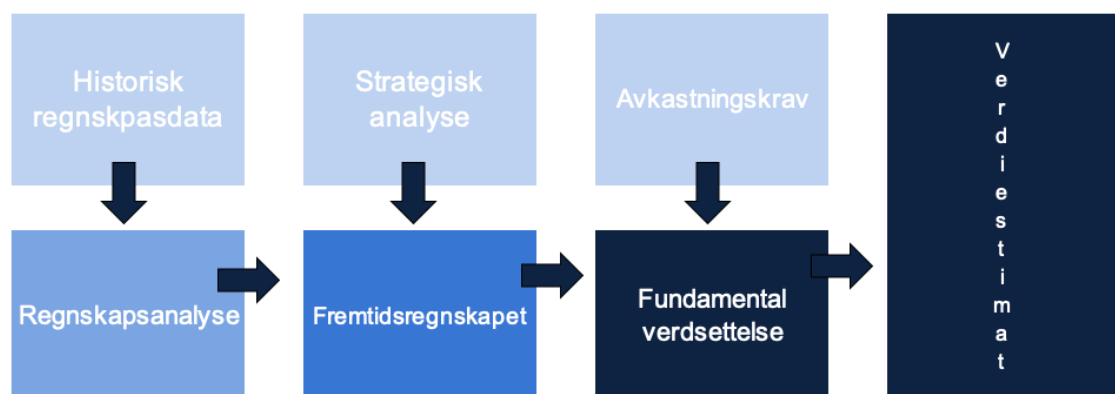 Historisk
regnskpasdata
Strategisk
analyse
Avkastningskrav
Regnskapsanalyse
Fremtidsregnskapet
Fundamental
verdsettelse
Verdiestimat